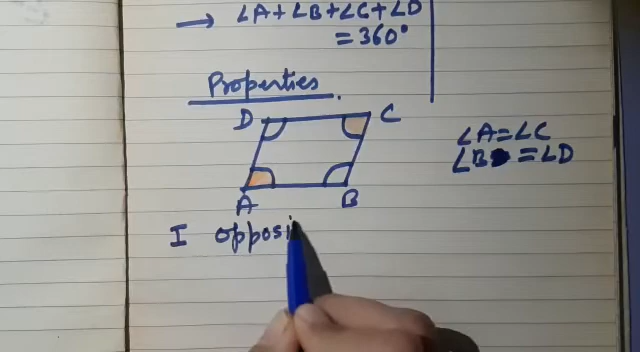 → ∠A+∠B+∠C+∠D
= 360°
Properties.
D C
∠A=∠C
∠B = ∠D
A B
I opposi